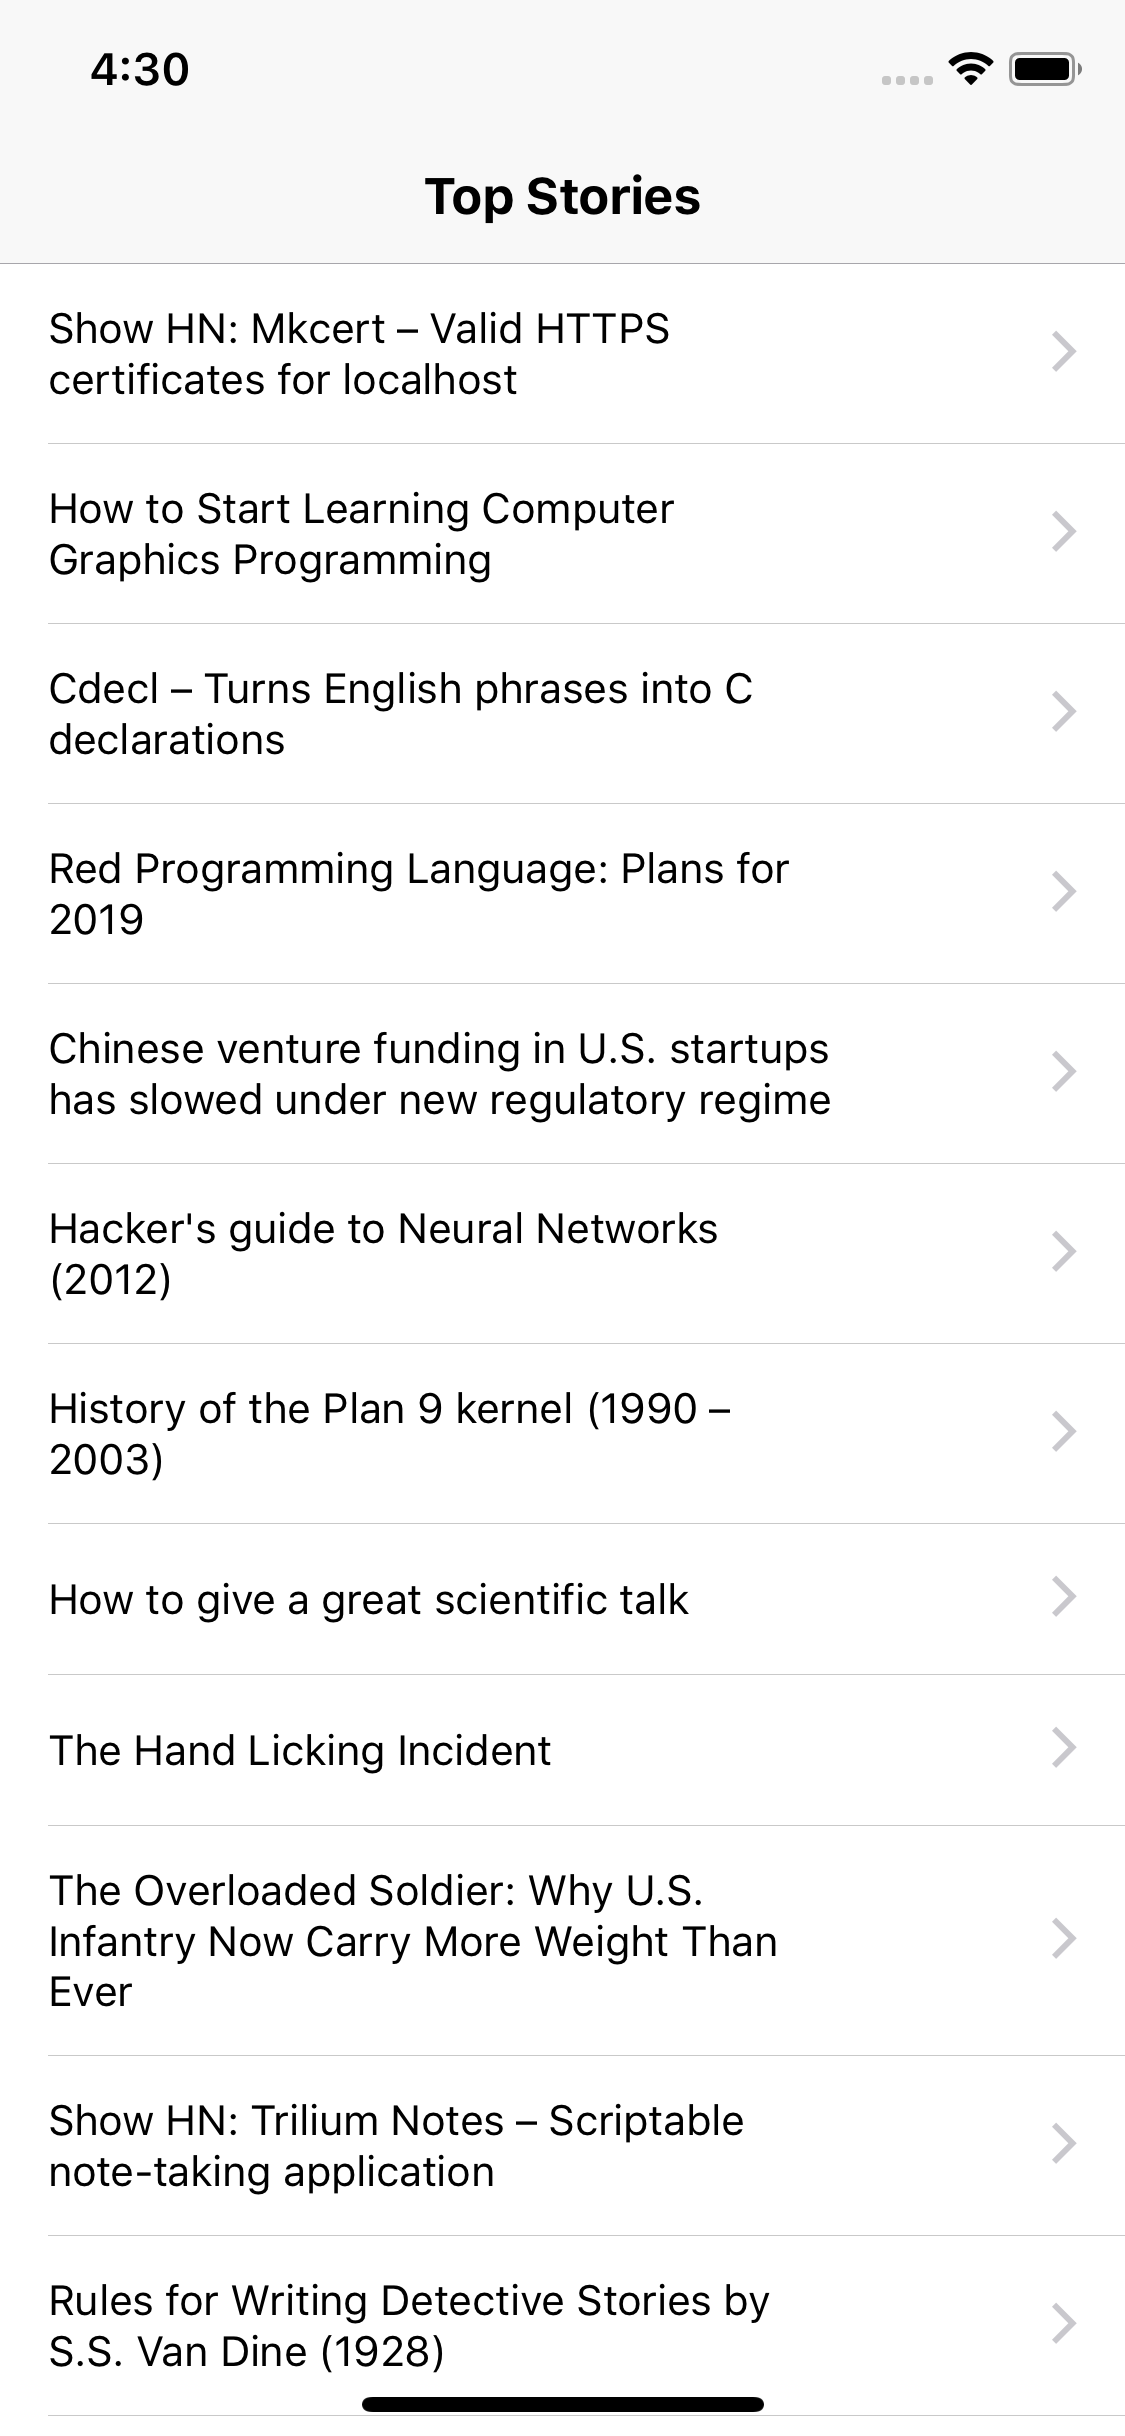 4:30
Top Stories
Show HN: Mkcert – Valid HTTPS
certificates for localhost
How to Start Learning Computer
Graphics Programming
Cdecl – Turns English phrases into C
declarations
Red Programming Language: Plans for
2019
Chinese venture funding in U.S. startups
has slowed under new regulatory regime
Hacker's guide to Neural Networks
(2012)
History of the Plan 9 kernel (1990 –
2003)
How to give a great scientific talk
The Hand Licking Incident
The Overloaded Soldier: Why U.S.
Infantry Now Carry More Weight Than
Ever
Show HN: Trilium Notes – Scriptable
note-taking application
Rules for Writing Detective Stories by
S.S. Van Dine (1928)